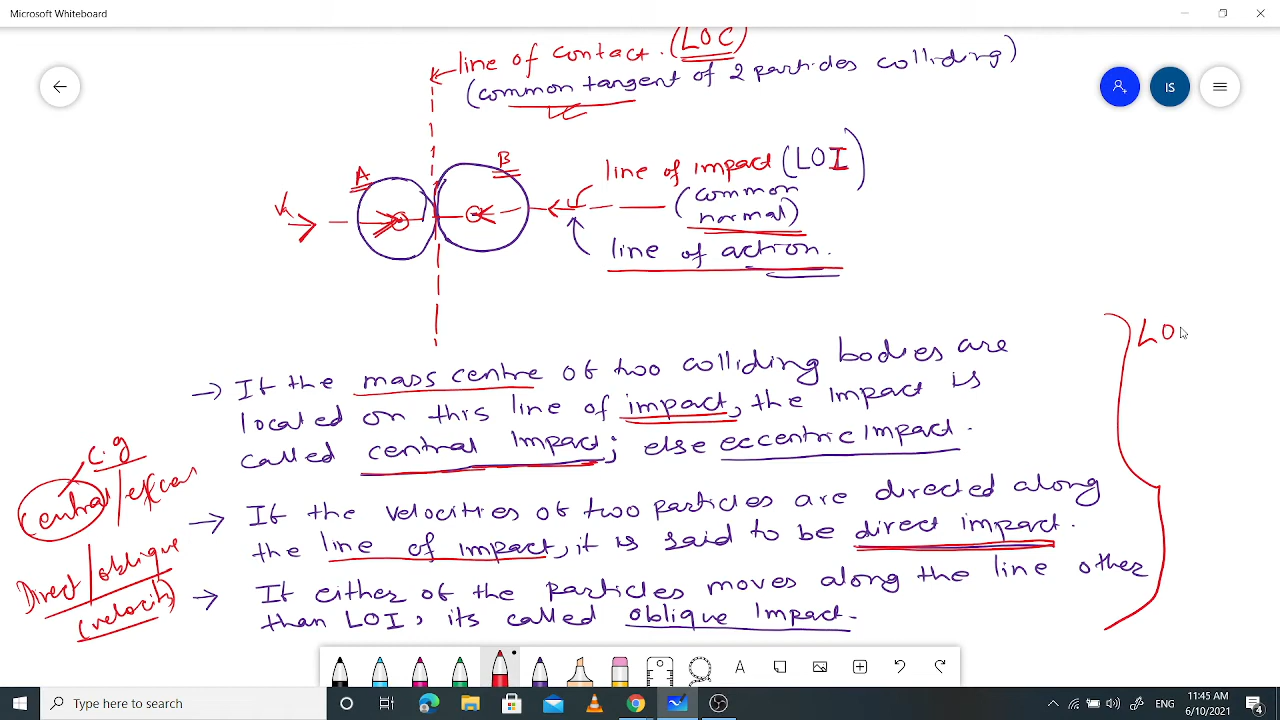 Microsoft Whiteboard
line of contact. (LOC)
(common tangent of 2 particles colliding)
IS
A
B
line of impact (LOI)
(common
normal)
line of action.
LO
→ If the mass centre of two colliding bodies are
located on this line of impact, the impact is
called central impact; else eccentric impact.
c.g
central/
→ If the velocities of two particles are directed along
the line of impact, it is said to be direct impact.
Direct/oblique
(velocity)
→ If either of the particles moves along the line other
than LOI, its called oblique impact.
A
Type here to search
ENG
11:45 AM
6/10/2021
4